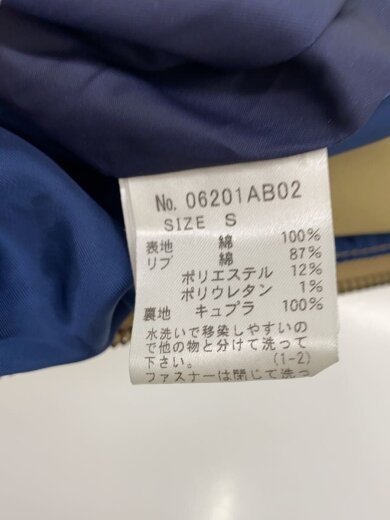 No. 06201AB02
SIZE S
表地 綿 100%
リブ 綿 87%
ポリエステル 12%
ポリウレタン 1%
裏地 キュプラ 100%
水洗いで移染しやすいの
で他の物と分けて洗って
下さい。 (1-2)
ファスナーは閉じて洗っ